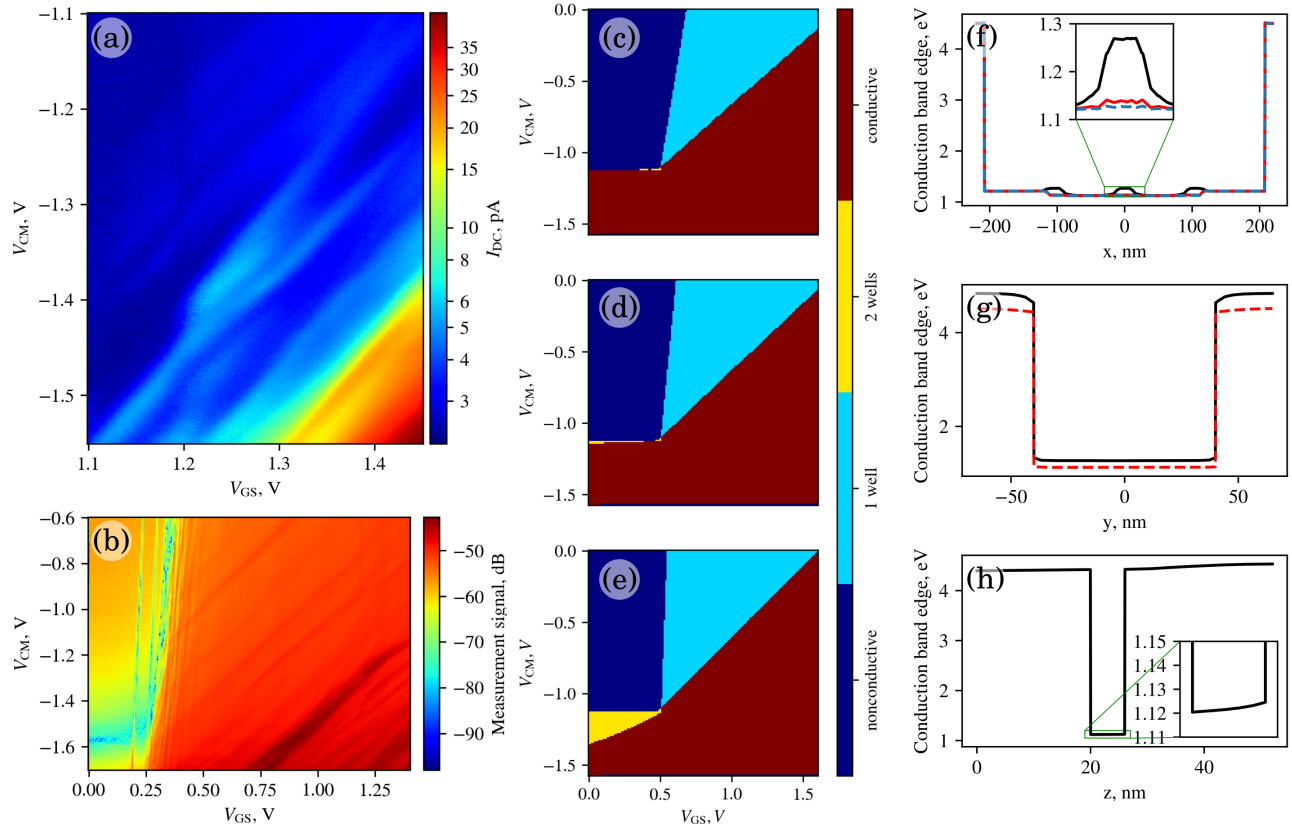 (a)
−1.1
−1.2
−1.3
−1.4
−1.5
V_CM, V
1.1
1.2
1.3
1.4
V_GS, V
35
30
25
20
15
10
8
6
5
4
3
I_DC, pA
(b)
−0.6
−0.8
−1.0
−1.2
−1.4
−1.6
V_CM, V
0.00
0.25
0.50
0.75
1.00
1.25
V_GS, V
−50
−60
−70
−80
−90
Measurement signal, dB
(c)
0.0
−0.5
−1.0
−1.5
V_CM, V
(d)
0.0
−0.5
−1.0
−1.5
V_CM, V
(e)
0.0
−0.5
−1.0
−1.5
V_CM, V
0.0
0.5
1.0
1.5
V_GS, V
conductive
2 wells
1 well
nonconductive
(f)
Conduction band edge, eV
4
3
2
1
1.3
1.2
1.1
−200
−100
0
100
200
x, nm
(g)
Conduction band edge, eV
4
2
−50
0
50
y, nm
(h)
Conduction band edge, eV
4
3
2
1
1.15
1.14
1.13
1.12
1.11
0
20
40
z, nm